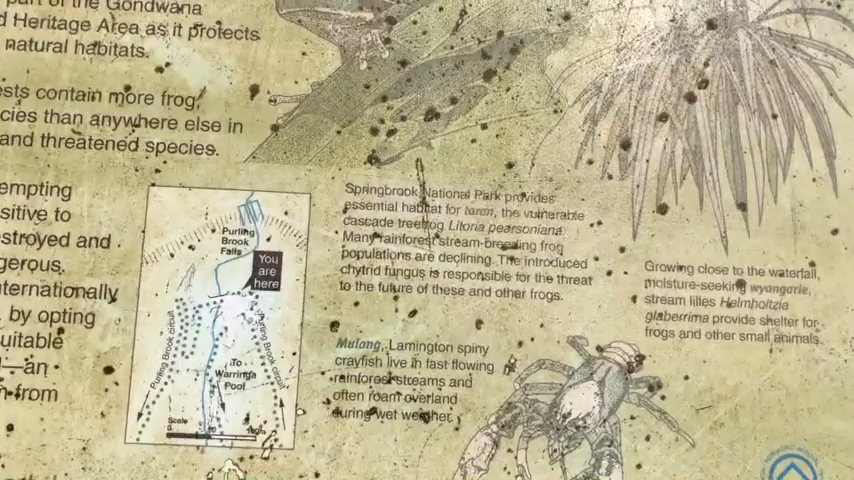 part of the Gondwana
Heritage Area as it protects
natural habitats.
ests contain more frog
cies than anywhere else in
and threatened species.
empting
sitive to
estroyed and
gerous.
nternationally
by opting
uitable
—an
from
Purling
Brook
Falls
You
are
here
Purling Brook circuit
Purling Brook circuit
To
Warringa
Pool
Scale
0
Springbrook National Park provides
essential habitat for the vulnerable
cascade treefrog Litoria pearsoniana.
Many rainforest stream-breeding frog
populations are declining. The introduced
chytrid fungus is responsible for the threat
to the future of these and other frogs.
Mulang, Lamington spiny
crayfish live in fast flowing
rainforest streams and
often roam overland
during wet weather.
Growing close to the waterfall,
moisture-seeking wyangarie,
stream lilies Helmholtzia
glaberrima provide shelter for
frogs and other small animals.